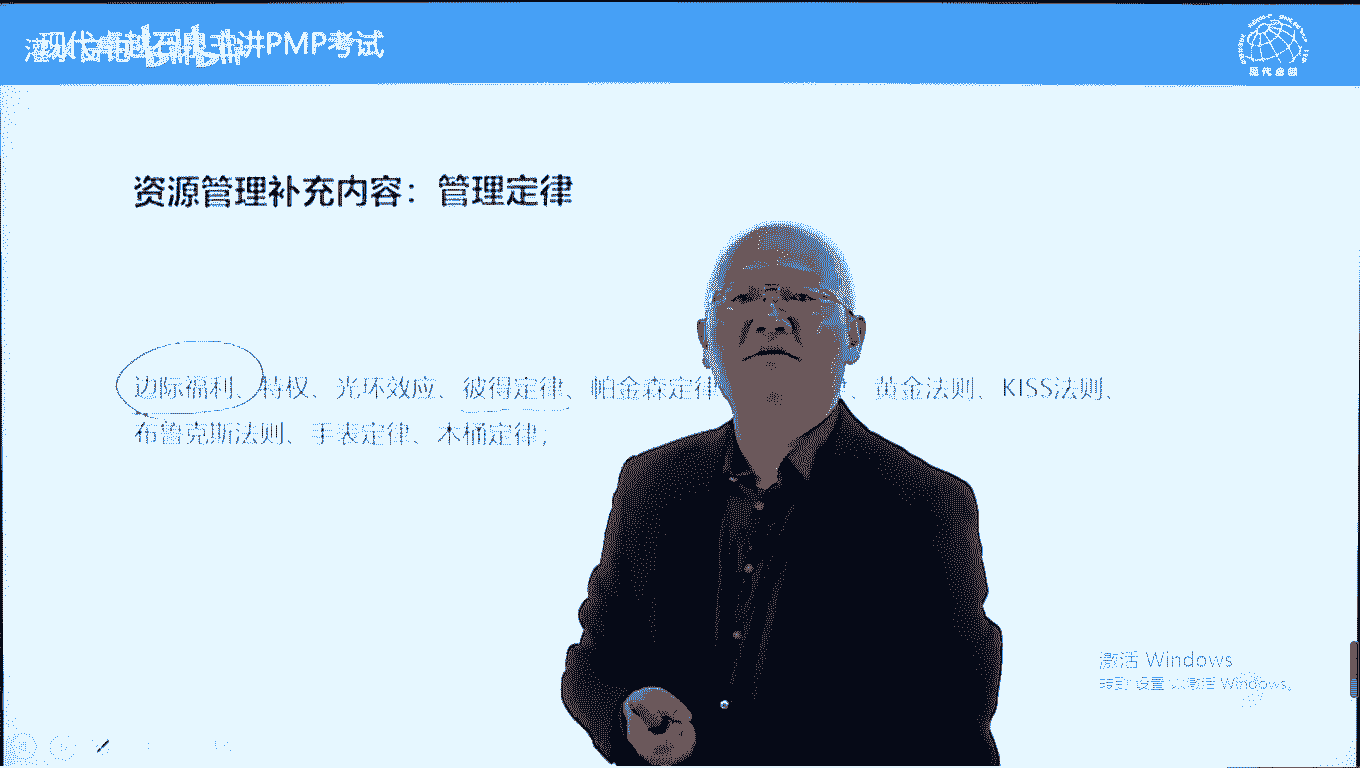 讲PMP考试
现代卓越
资源管理补充内容：管理定律
边际福利、特权、光环效应、彼得定律、帕金森定律 、黄金法则、KISS法则、
布鲁克斯法则、手表定律、木桶定律；
激活 Windows
转到“设置”以激活 Windows。